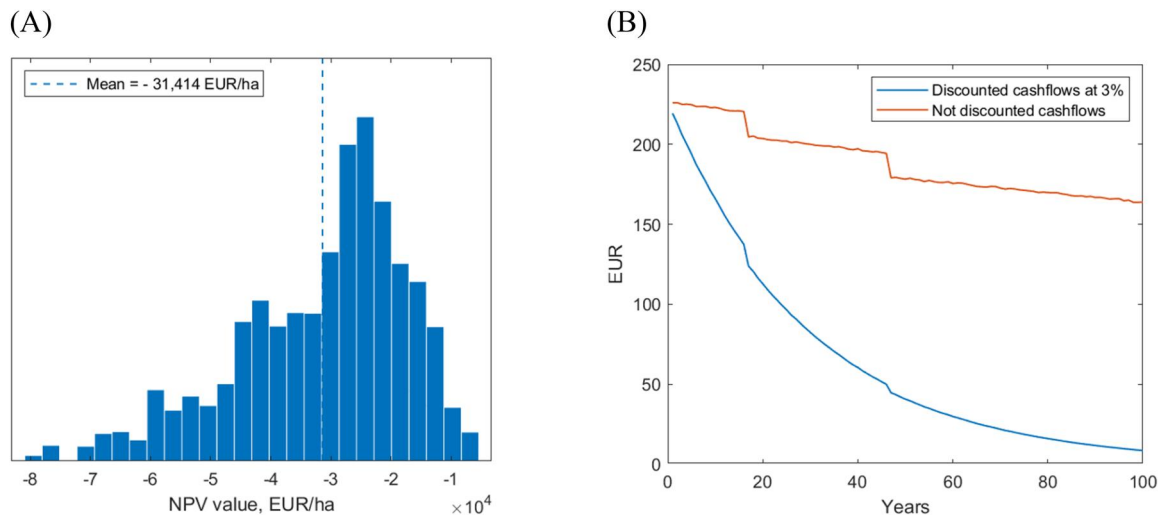 (A)
Mean = - 31,414 EUR/ha
-8 -7 -6 -5 -4 -3 -2 -1
NPV value, EUR/ha
×10⁴
(B)
250
200
150
100
50
0
EUR
Discounted cashflows at 3%
Not discounted cashflows
0 20 40 60 80 100
Years